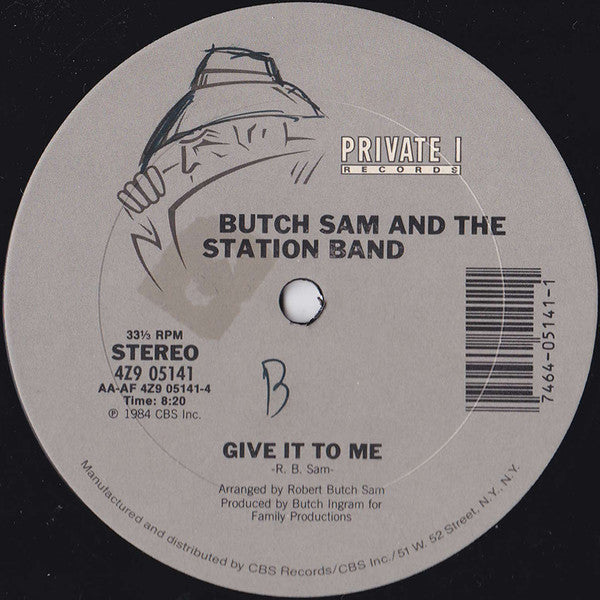 PRIVATE I
RECORDS
BUTCH SAM AND THE
STATION BAND
33⅓ RPM
STEREO
4Z9 05141
AA-AF 4Z9 05141-4
Time: 8:20
℗ 1984 CBS Inc.
B
7464-05141-1
GIVE IT TO ME
-R. B. Sam-
Arranged by Robert Butch Sam
Produced by Butch Ingram for
Family Productions
Manufactured and distributed by CBS Records/CBS Inc./51 W. 52 Street, N.Y. N.Y.